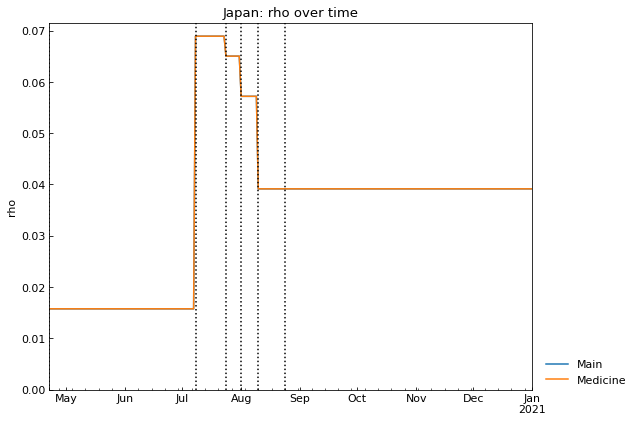 Japan: rho over time
0.07
0.06
0.05
0.04
0.03
0.02
0.01
0.00
rho
May Jun Jul Aug Sep Oct Nov Dec Jan
2021
Main
Medicine